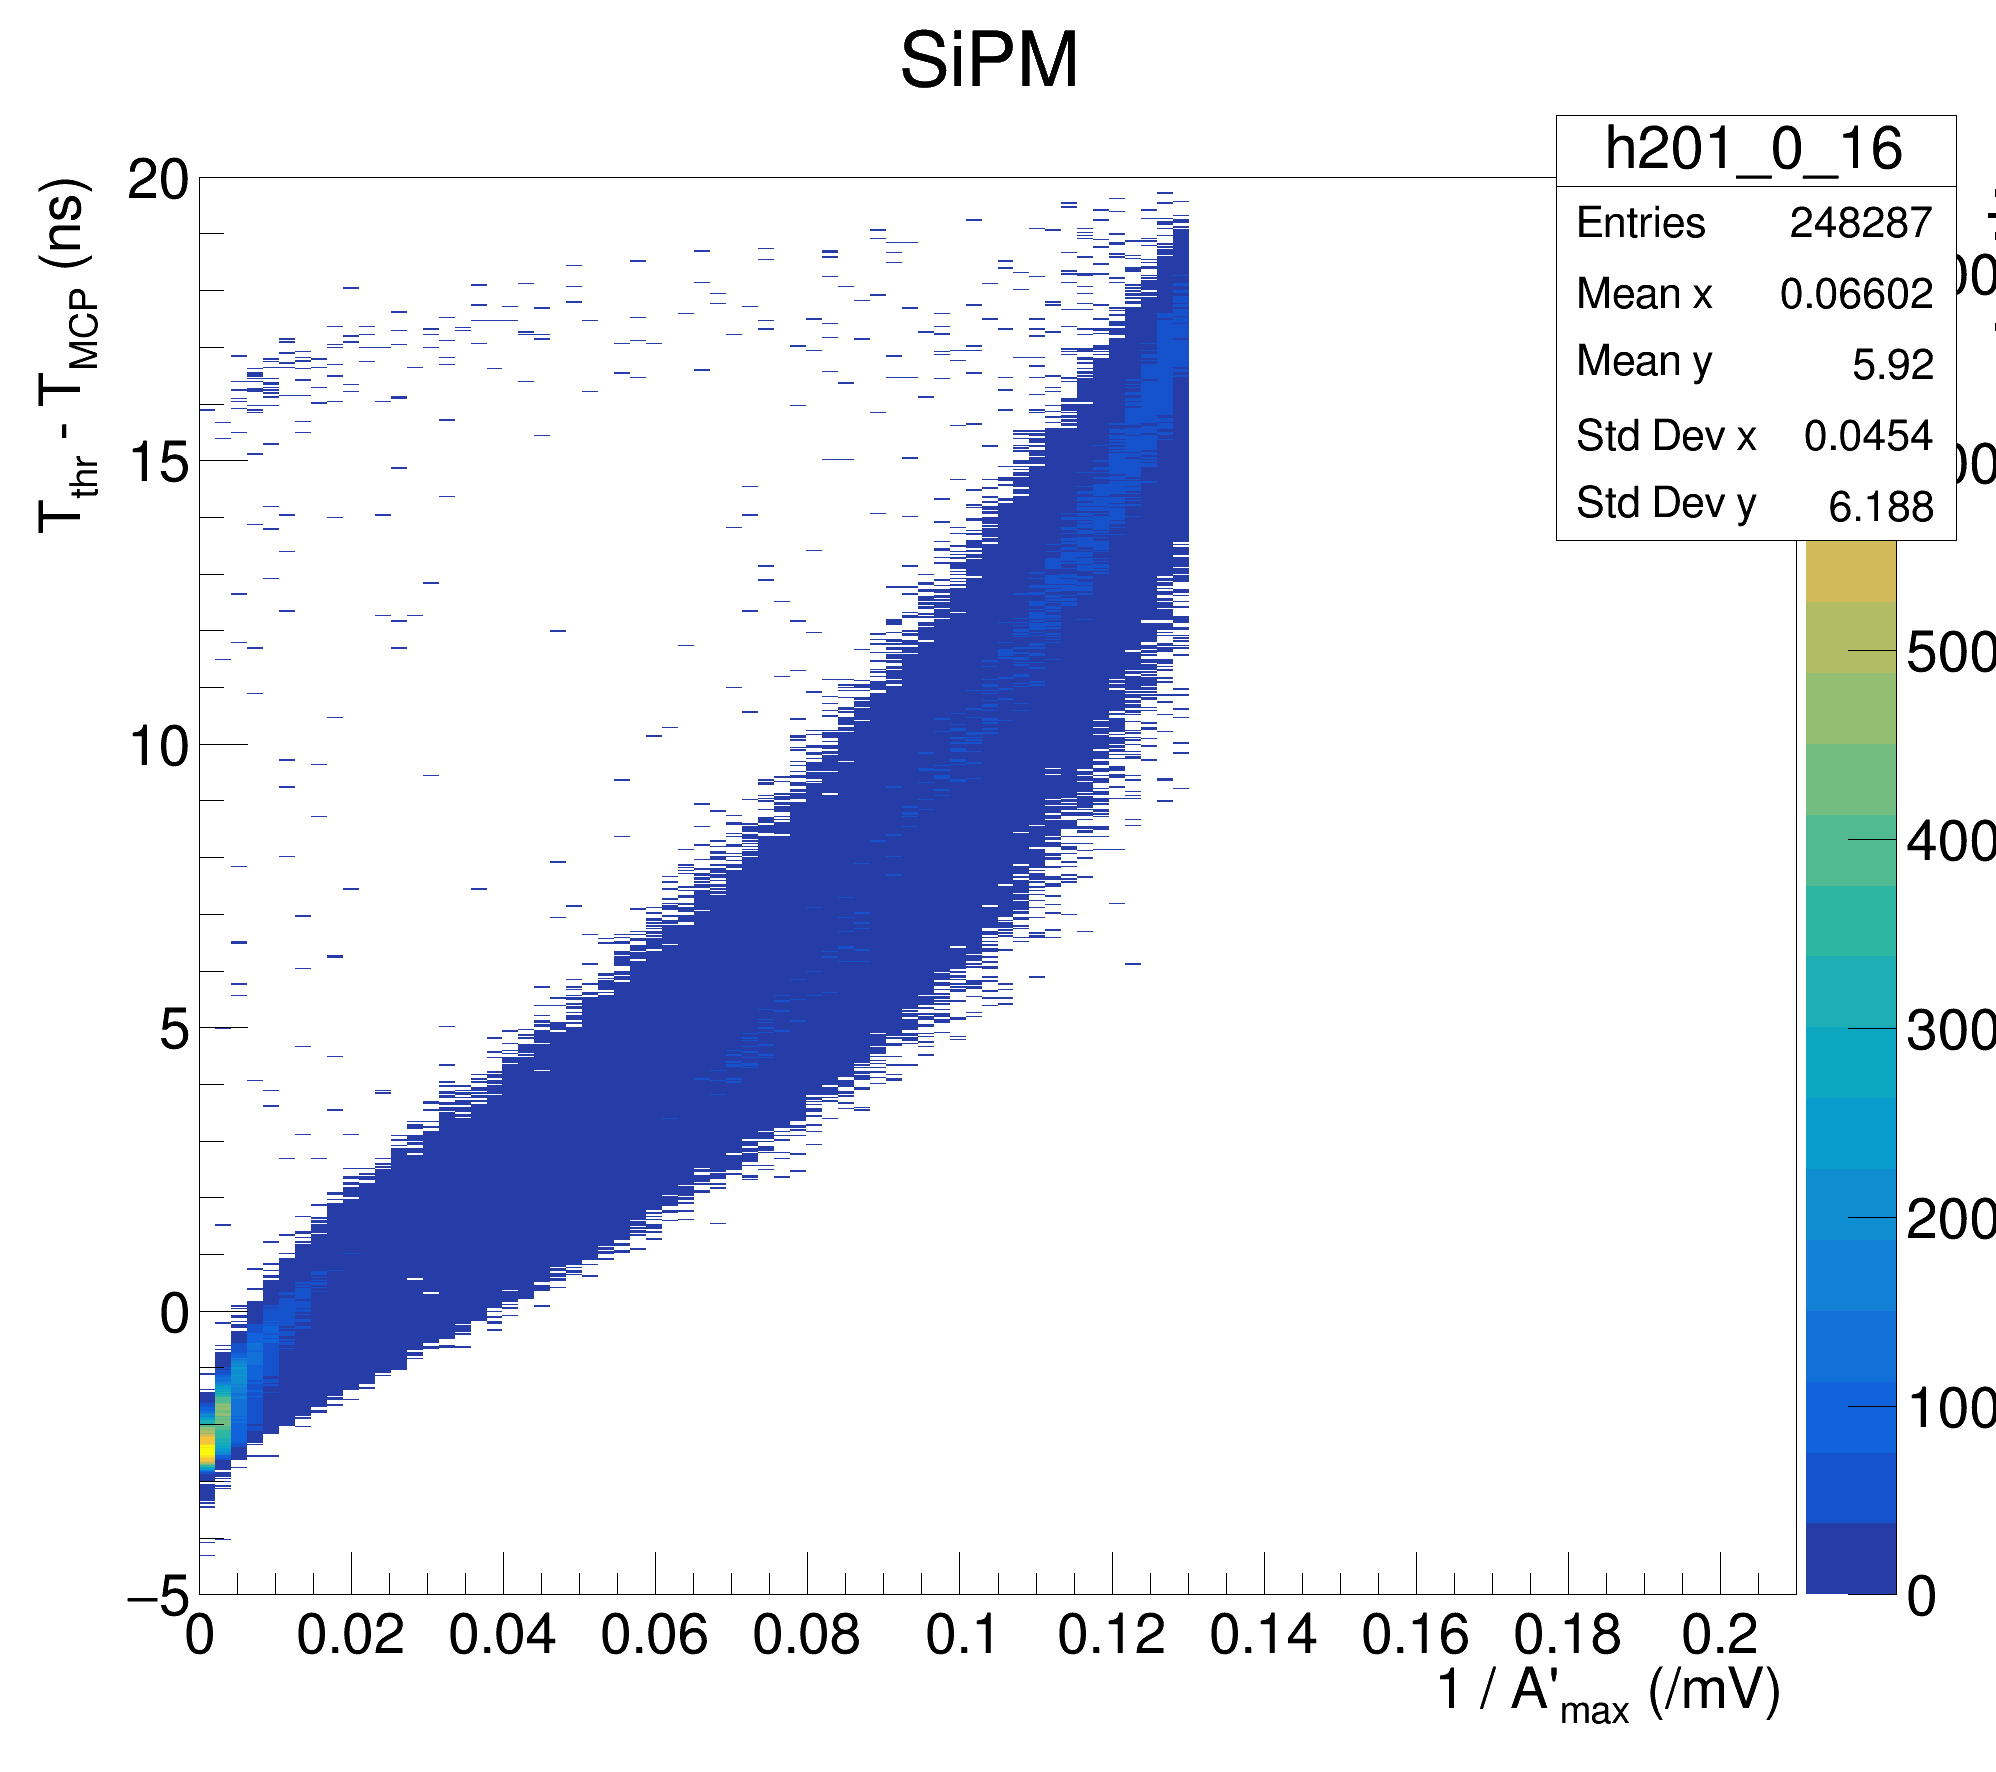 SiPM
h201_0_16
Entries 248287
Mean x 0.06602
Mean y 5.92
Std Dev x 0.0454
Std Dev y 6.188
T_thr - T_MCP (ns)
20
15
10
5
0
−5
0 0.02 0.04 0.06 0.08 0.1 0.12 0.14 0.16 0.18 0.2
1 / A'_max (/mV)
500
400
300
200
100
0